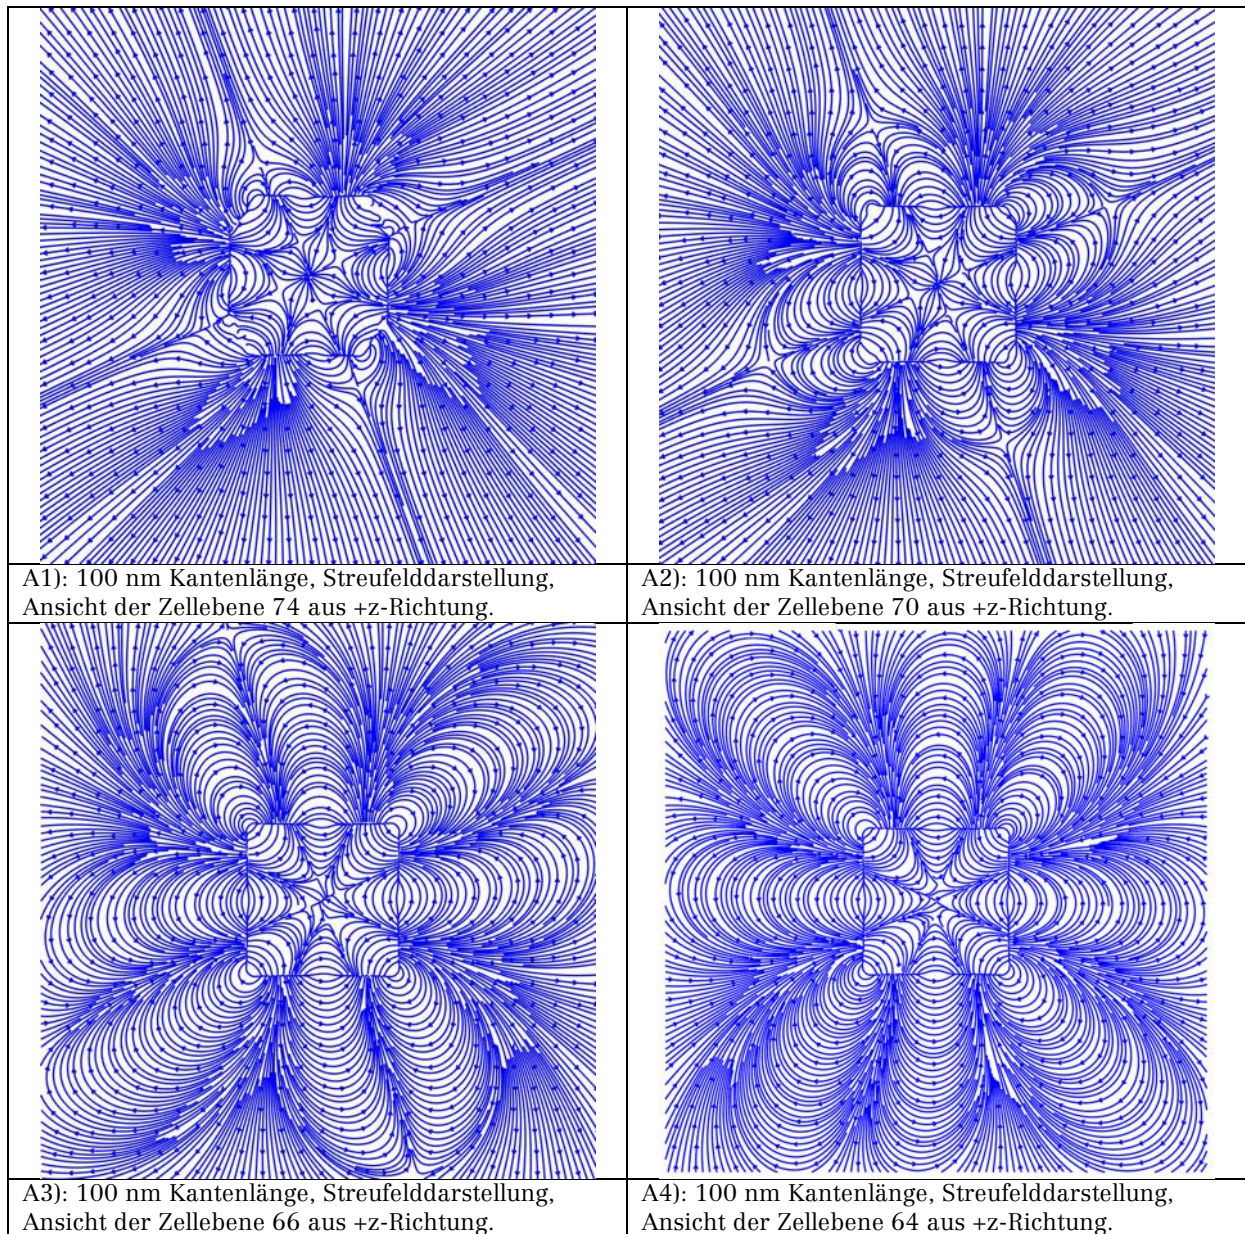 A1): 100 nm Kantenlänge, Streufelddarstellung,
Ansicht der Zellebene 74 aus +z-Richtung.
A2): 100 nm Kantenlänge, Streufelddarstellung,
Ansicht der Zellebene 70 aus +z-Richtung.
A3): 100 nm Kantenlänge, Streufelddarstellung,
Ansicht der Zellebene 66 aus +z-Richtung.
A4): 100 nm Kantenlänge, Streufelddarstellung,
Ansicht der Zellebene 64 aus +z-Richtung.